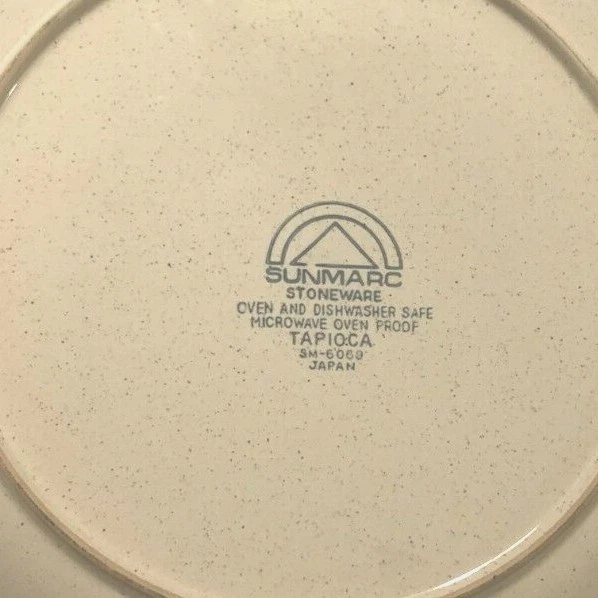 SUNMARC
STONEWARE
OVEN AND DISHWASHER SAFE
MICROWAVE OVEN PROOF
TAPIOCA
SM-6069
JAPAN